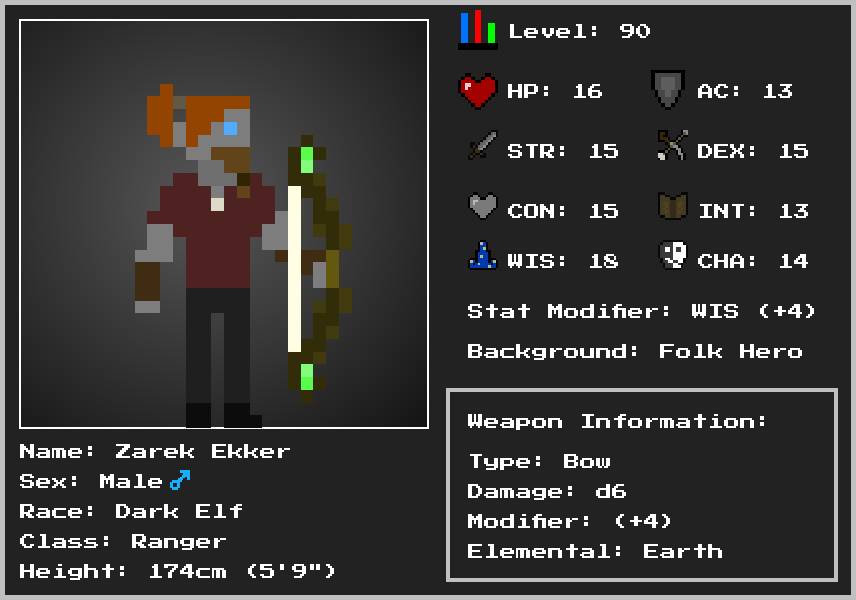 Level: 90
HP: 16 AC: 13
STR: 15 DEX: 15
CON: 15 INT: 13
WIS: 18 CHA: 14
Stat Modifier: WIS (+4)
Background: Folk Hero
Weapon Information:
Type: Bow
Damage: d6
Modifier: (+4)
Elemental: Earth
Name: Zarek Ekker
Sex: Male ♂
Race: Dark Elf
Class: Ranger
Height: 174cm (5'9")